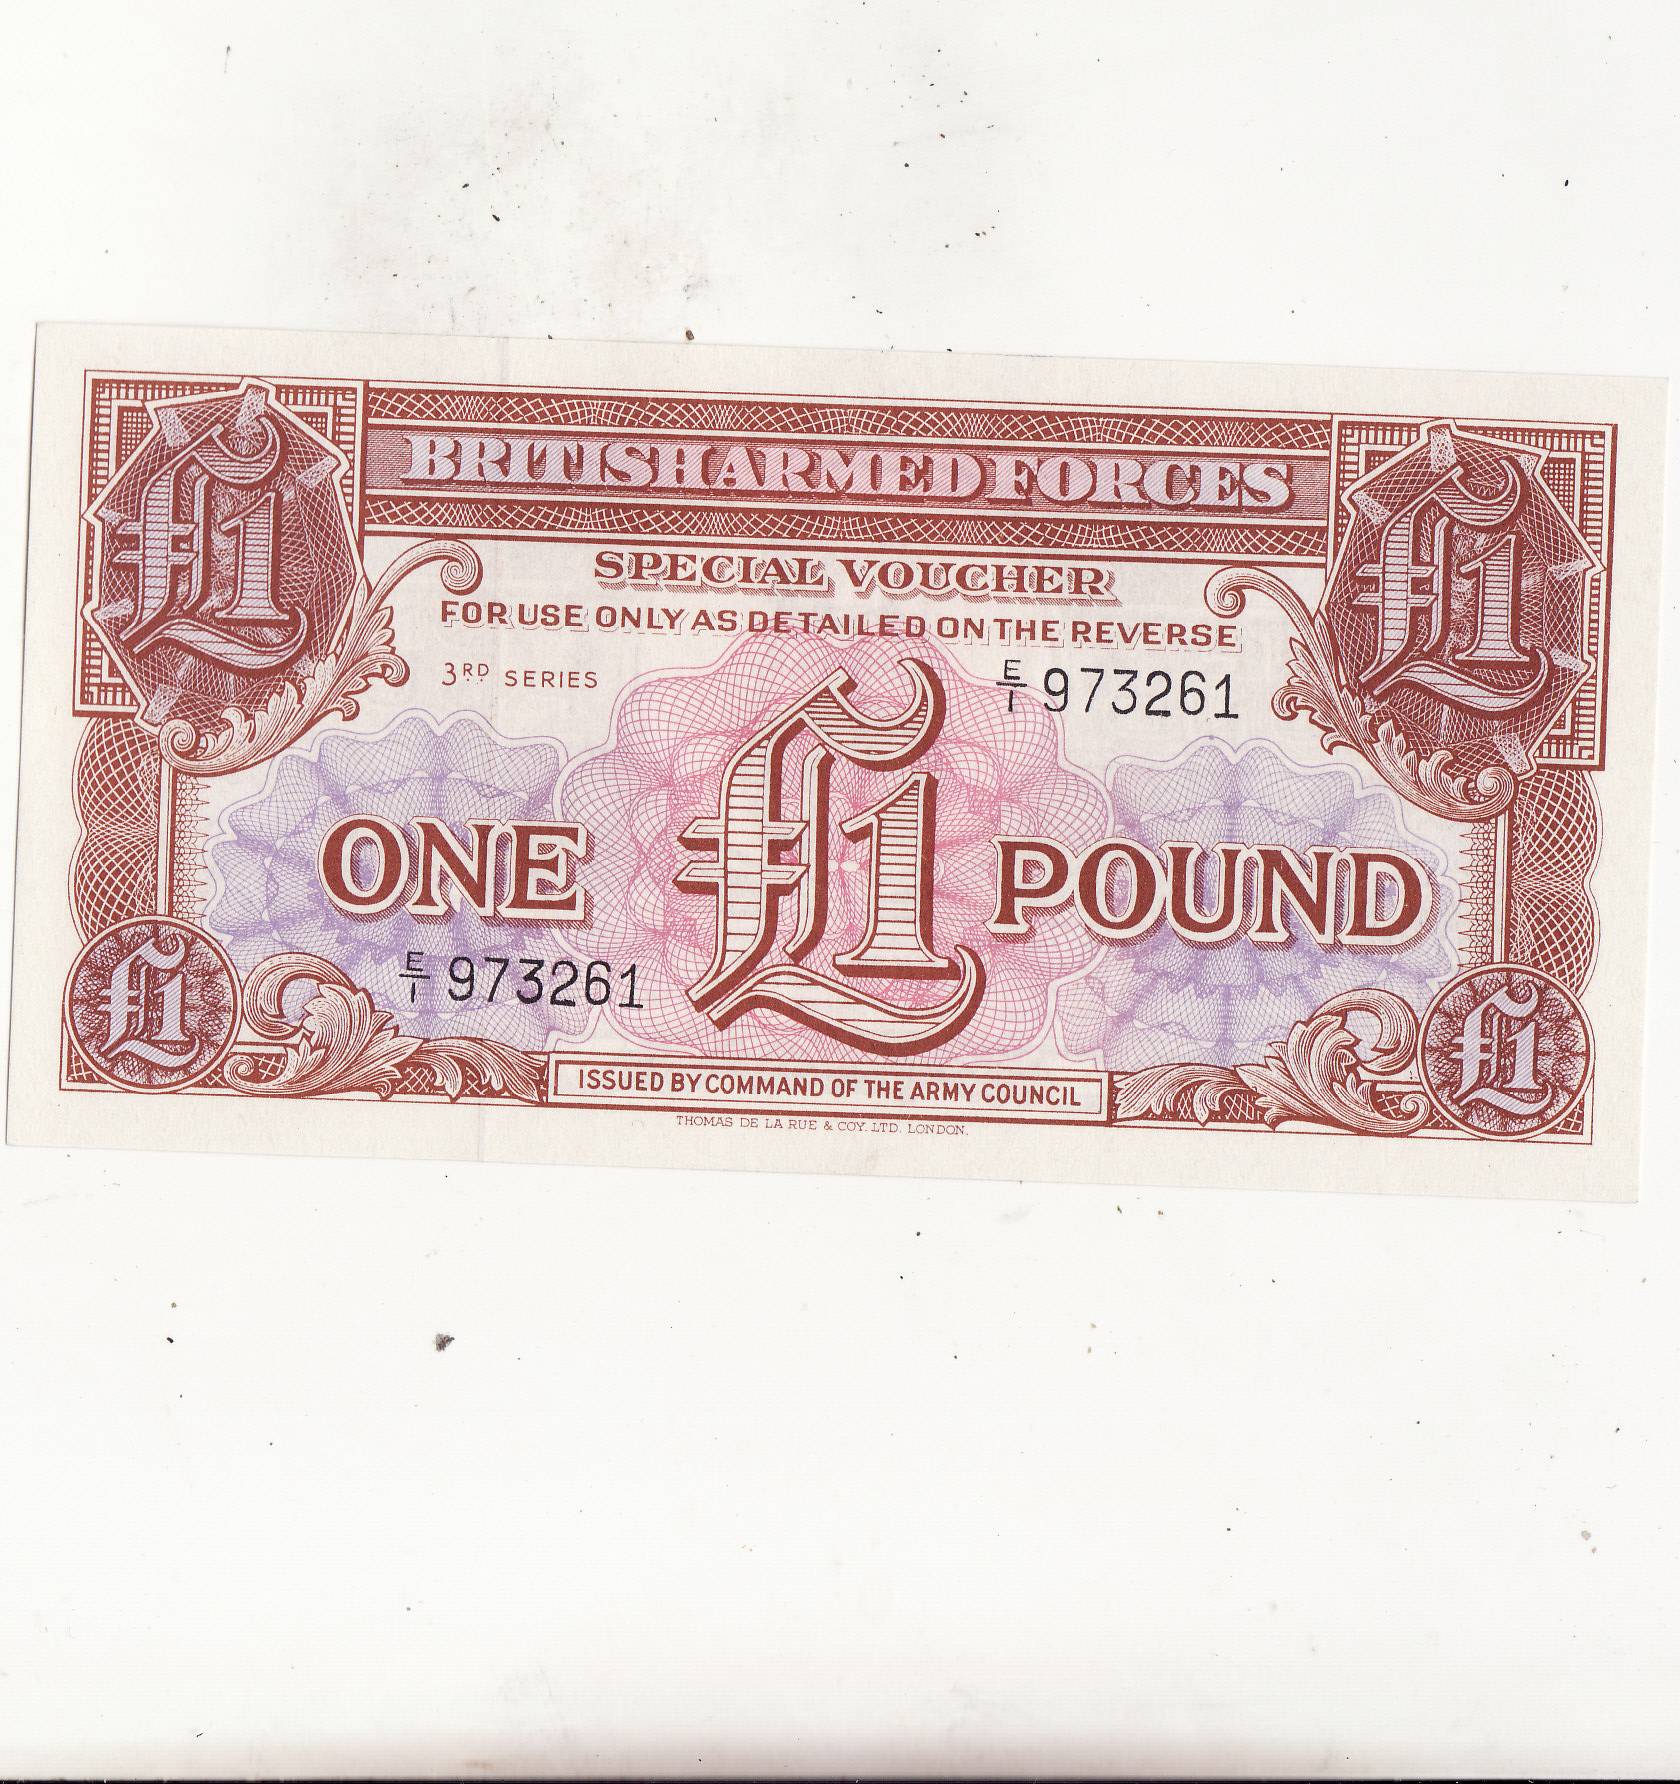 £1
£1
BRITISH ARMED FORCES
SPECIAL VOUCHER
FOR USE ONLY AS DETAILED ON THE REVERSE
3RD SERIES
E/1 973261
ONE £1 POUND
E/1 973261
£1
£1
ISSUED BY COMMAND OF THE ARMY COUNCIL
THOMAS DE LA RUE & COY. LTD. LONDON.